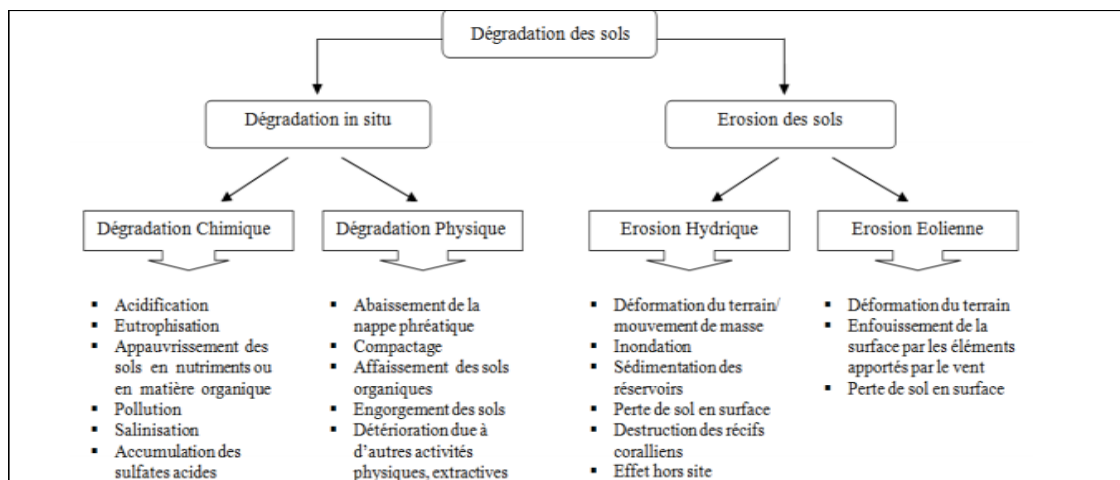 Dégradation des sols
Dégradation in situ
Erosion des sols
Dégradation Chimique
Dégradation Physique
Erosion Hydrique
Erosion Eolienne
▪ Acidification
▪ Eutrophisation
▪ Appauvrissement des
sols en nutriments ou
en matière organique
▪ Pollution
▪ Salinisation
▪ Accumulation des
sulfates acides
▪ Abaissement de la
nappe phréatique
▪ Compactage
▪ Affaissement des sols
organiques
▪ Engorgement des sols
▪ Détérioration due à
d'autres activités
physiques, extractives
▪ Déformation du terrain/
mouvement de masse
▪ Inondation
▪ Sédimentation des
réservoirs
▪ Perte de sol en surface
▪ Destruction des récifs
coralliens
▪ Effet hors site
▪ Déformation du terrain
▪ Enfouissement de la
surface par les éléments
apportés par le vent
▪ Perte de sol en surface